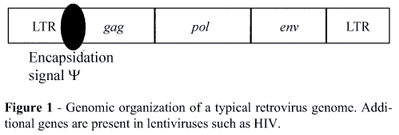 LTR gag pol env LTR
Encapsidation
signal Ψ
Figure 1 - Genomic organization of a typical retrovirus genome. Addi-
tional genes are present in lentiviruses such as HIV.